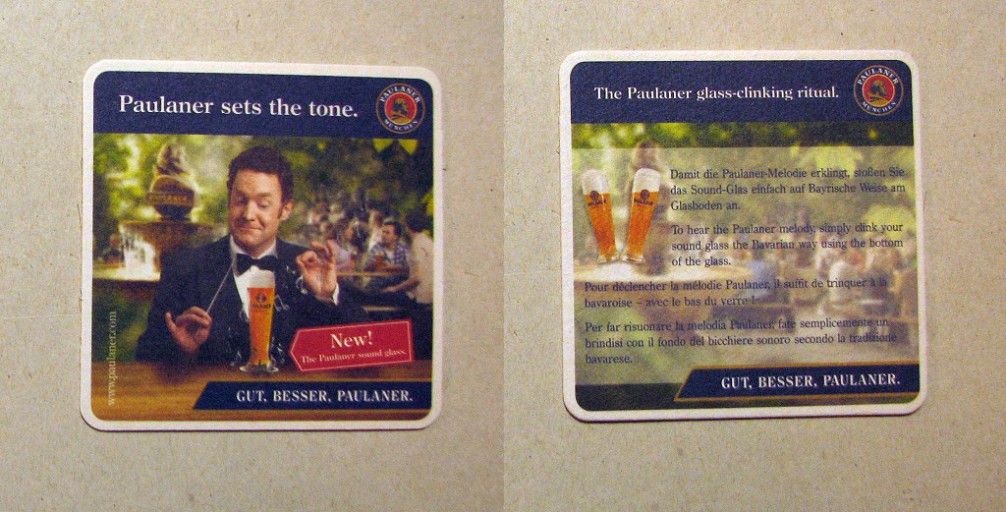 Paulaner sets the tone.
PAULANER
MÜNCHEN
PAULANER
New!
The Paulaner sound glass.
www.paulaner.com
GUT, BESSER, PAULANER.
The Paulaner glass-clinking ritual.
PAULANER
MÜNCHEN
Damit die Paulaner-Melodie erklingt, stoßen Sie
das Sound-Glas einfach auf Bayrische Weise am
Glasboden an.
To hear the Paulaner melody, simply clink your
sound glass the Bavarian way using the bottom
of the glass.
Pour déclencher la mélodie Paulaner, il suffit de trinquer à la
bavaroise – avec le bas du verre !
Per far risuonare la melodia Paulaner, fate semplicemente un
brindisi con il fondo del bicchiere sonoro secondo la tradizione
bavarese.
GUT, BESSER, PAULANER.